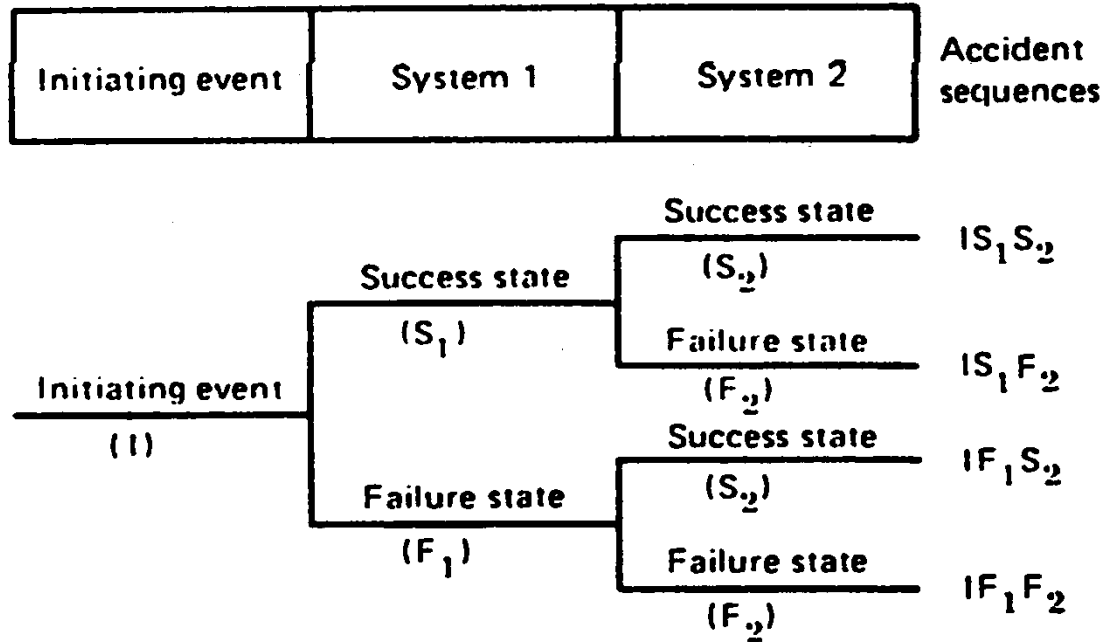 Initiating event
System 1
System 2
Accident
sequences
Success state
(S₂)
IS₁S₂
Success state
(S₁)
Failure state
(F₂)
IS₁F₂
Initiating event
(I)
Success state
(S₂)
IF₁S₂
Failure state
(F₁)
Failure state
(F₂)
IF₁F₂